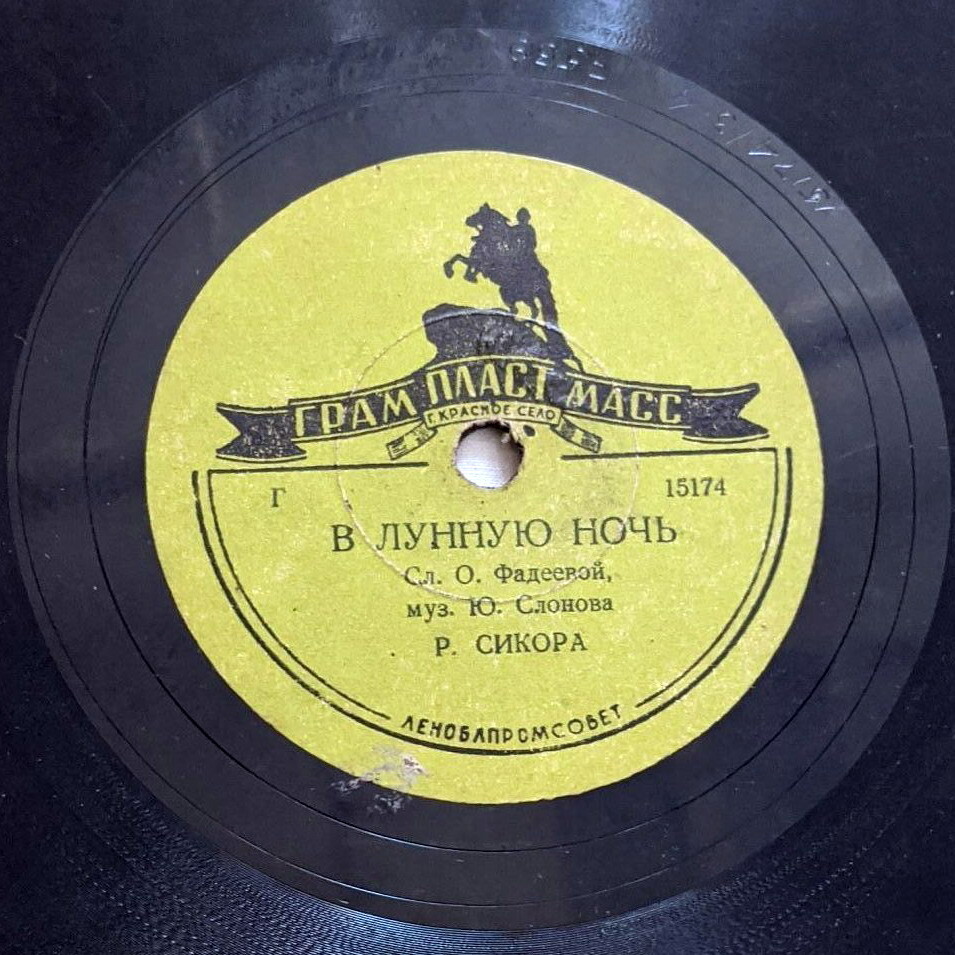 ГРАМ ПЛАСТ МАСС
Г. КРАСНОЕ СЕЛО
Г 15174
В ЛУННУЮ НОЧЬ
Сл. О. Фадеевой,
муз. Ю. Слонова
Р. СИКОРА
ЛЕНОБЛПРОМСОВЕТ